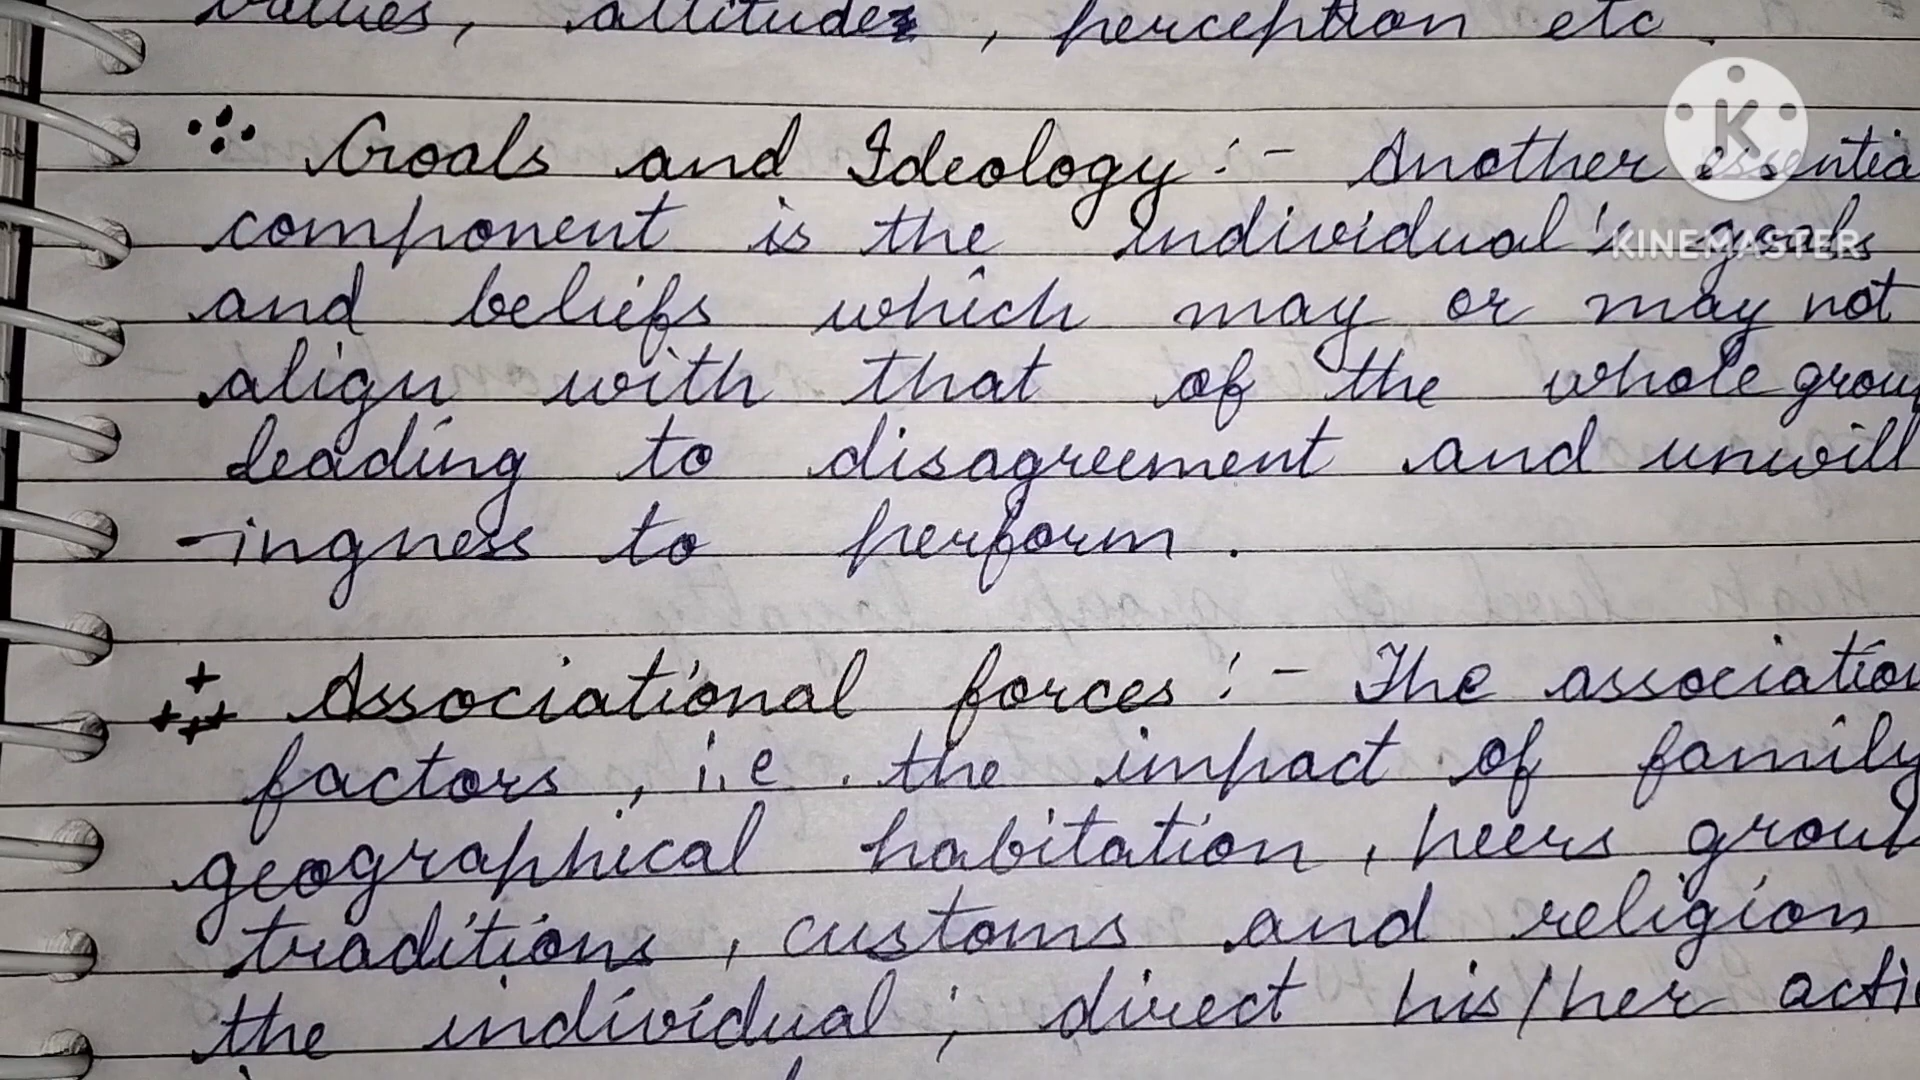 values, attitudes, perception etc.
Goals and Ideology :- Another essentia
component is the individual's goals
KINEMASTER
and beliefs which may or may not
align with that of the whole grou
leading to disagreement and unwill
-ingness to perform.
Associational forces :- The association
factors, i.e. the impact of family
geographical habitation, peers group
traditions, customs and religion
the individual; direct his/her acti